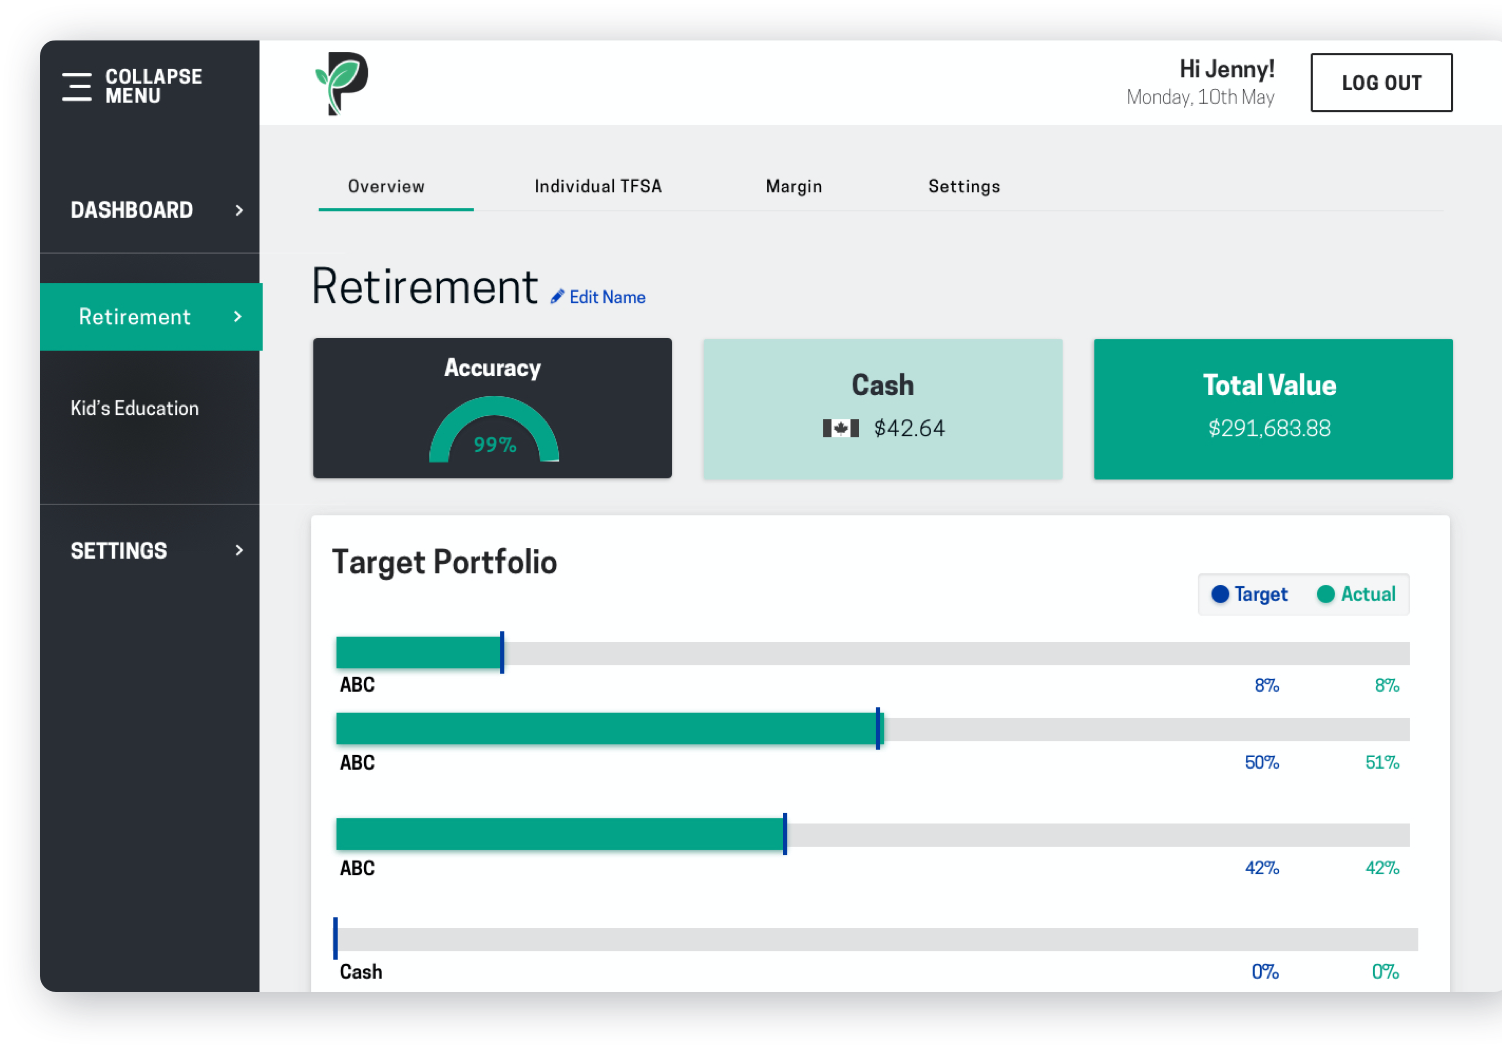 COLLAPSE
MENU
P
Hi Jenny!
Monday, 10th May
LOG OUT
DASHBOARD
Retirement
Kid's Education
SETTINGS
Overview Individual TFSA Margin Settings
Retirement Edit Name
Accuracy
99%
Cash
$42.64
Total Value
$291,683.88
Target Portfolio
Target Actual
ABC 8% 8%
ABC 50% 51%
ABC 42% 42%
Cash 0% 0%